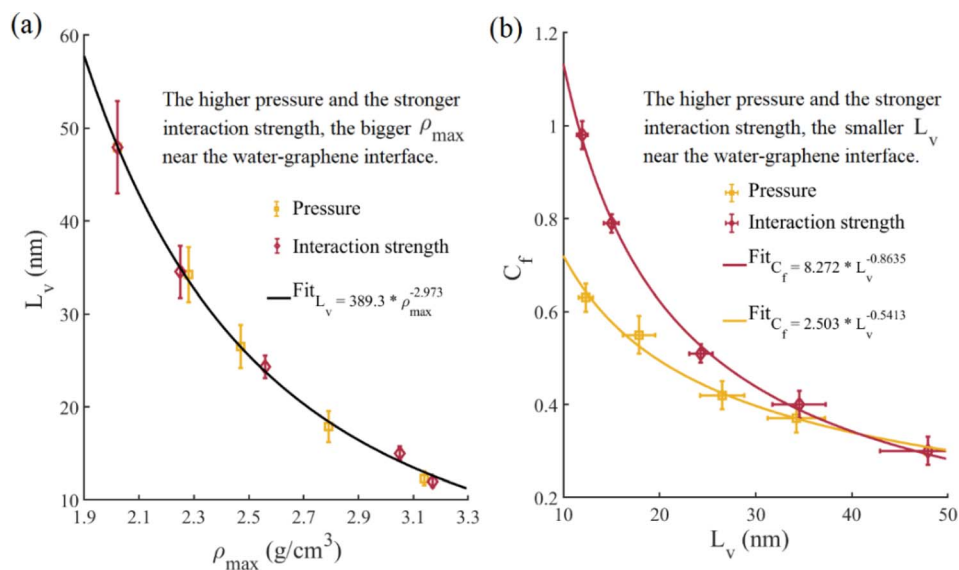 (a)
60
50
40
30
20
10
L_v (nm)
The higher pressure and the stronger
interaction strength, the bigger ρ_max
near the water-graphene interface.
Pressure
Interaction strength
Fit_{L_v = 389.3 * ρ_max^{-2.973}}
1.9 2.1 2.3 2.5 2.7 2.9 3.1 3.3
ρ_max (g/cm³)
(b)
1.2
1
0.8
0.6
0.4
0.2
C_f
The higher pressure and the stronger
interaction strength, the smaller L_v
near the water-graphene interface.
Pressure
Interaction strength
Fit_{C_f = 8.272 * L_v^{-0.8635}}
Fit_{C_f = 2.503 * L_v^{-0.5413}}
10 20 30 40 50
L_v (nm)